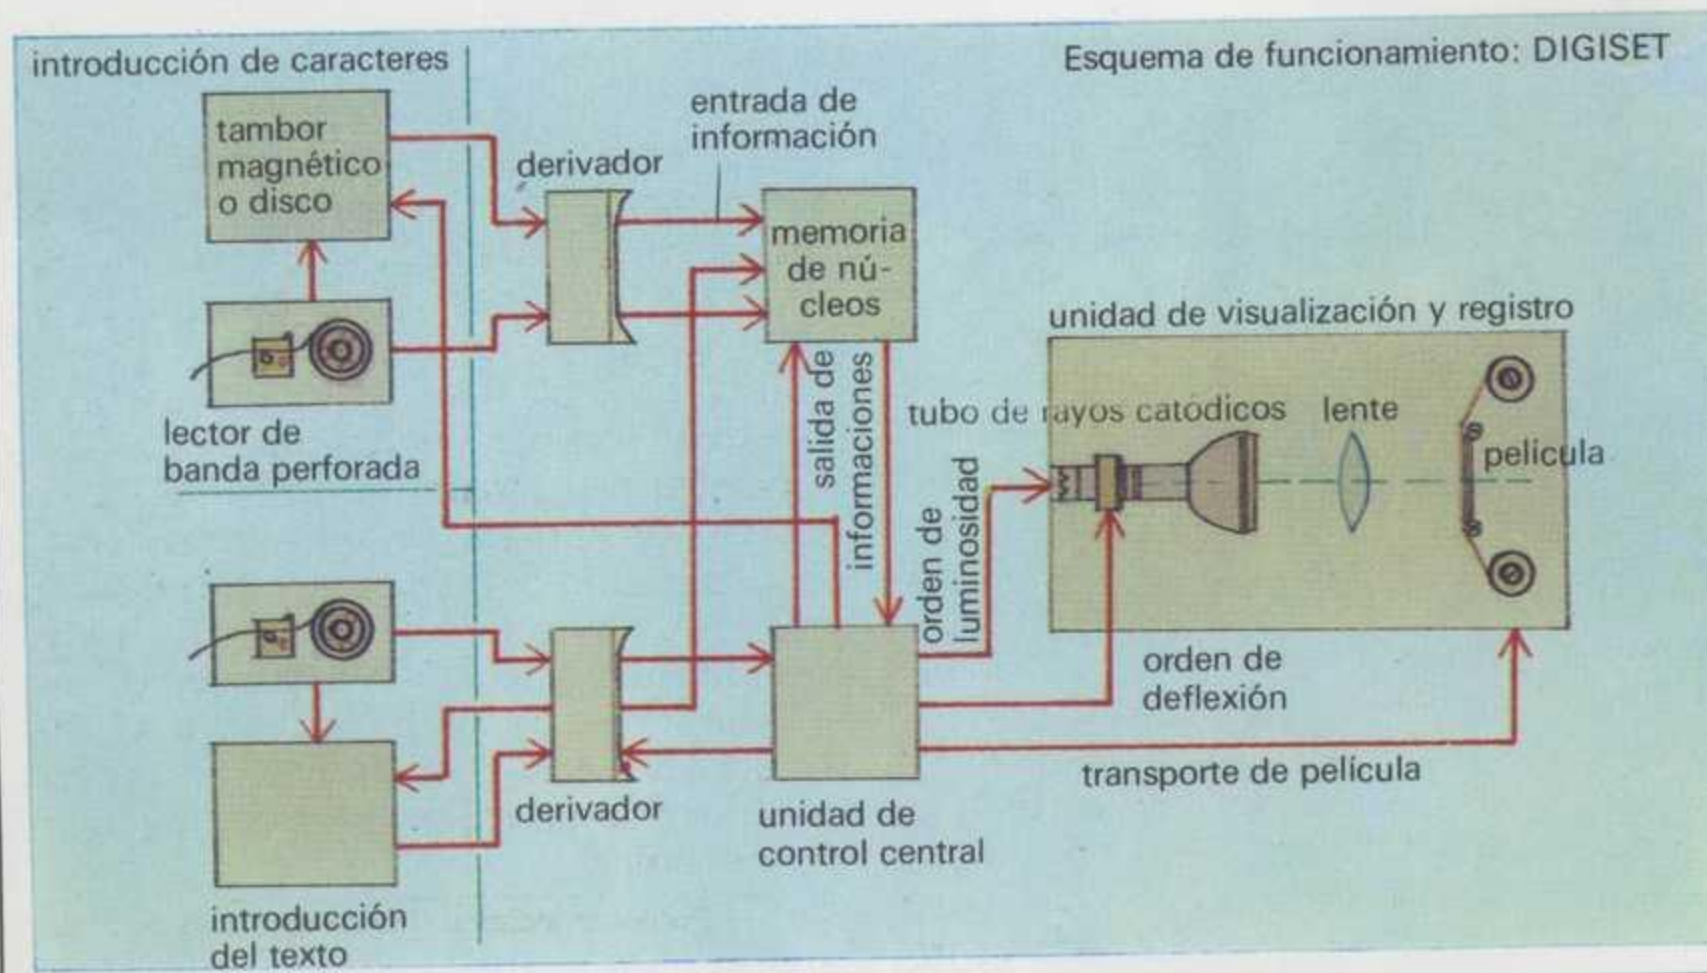 introducción de caracteres
Esquema de funcionamiento: DIGISET
tambor
magnético
o disco
derivador
entrada de
información
memoria
de nú-
cleos
lector de
banda perforada
salida de
informaciones
unidad de visualización y registro
tubo de rayos catódicos
lente
película
orden de
luminosidad
orden de
deflexión
transporte de película
derivador
unidad de
control central
introducción
del texto